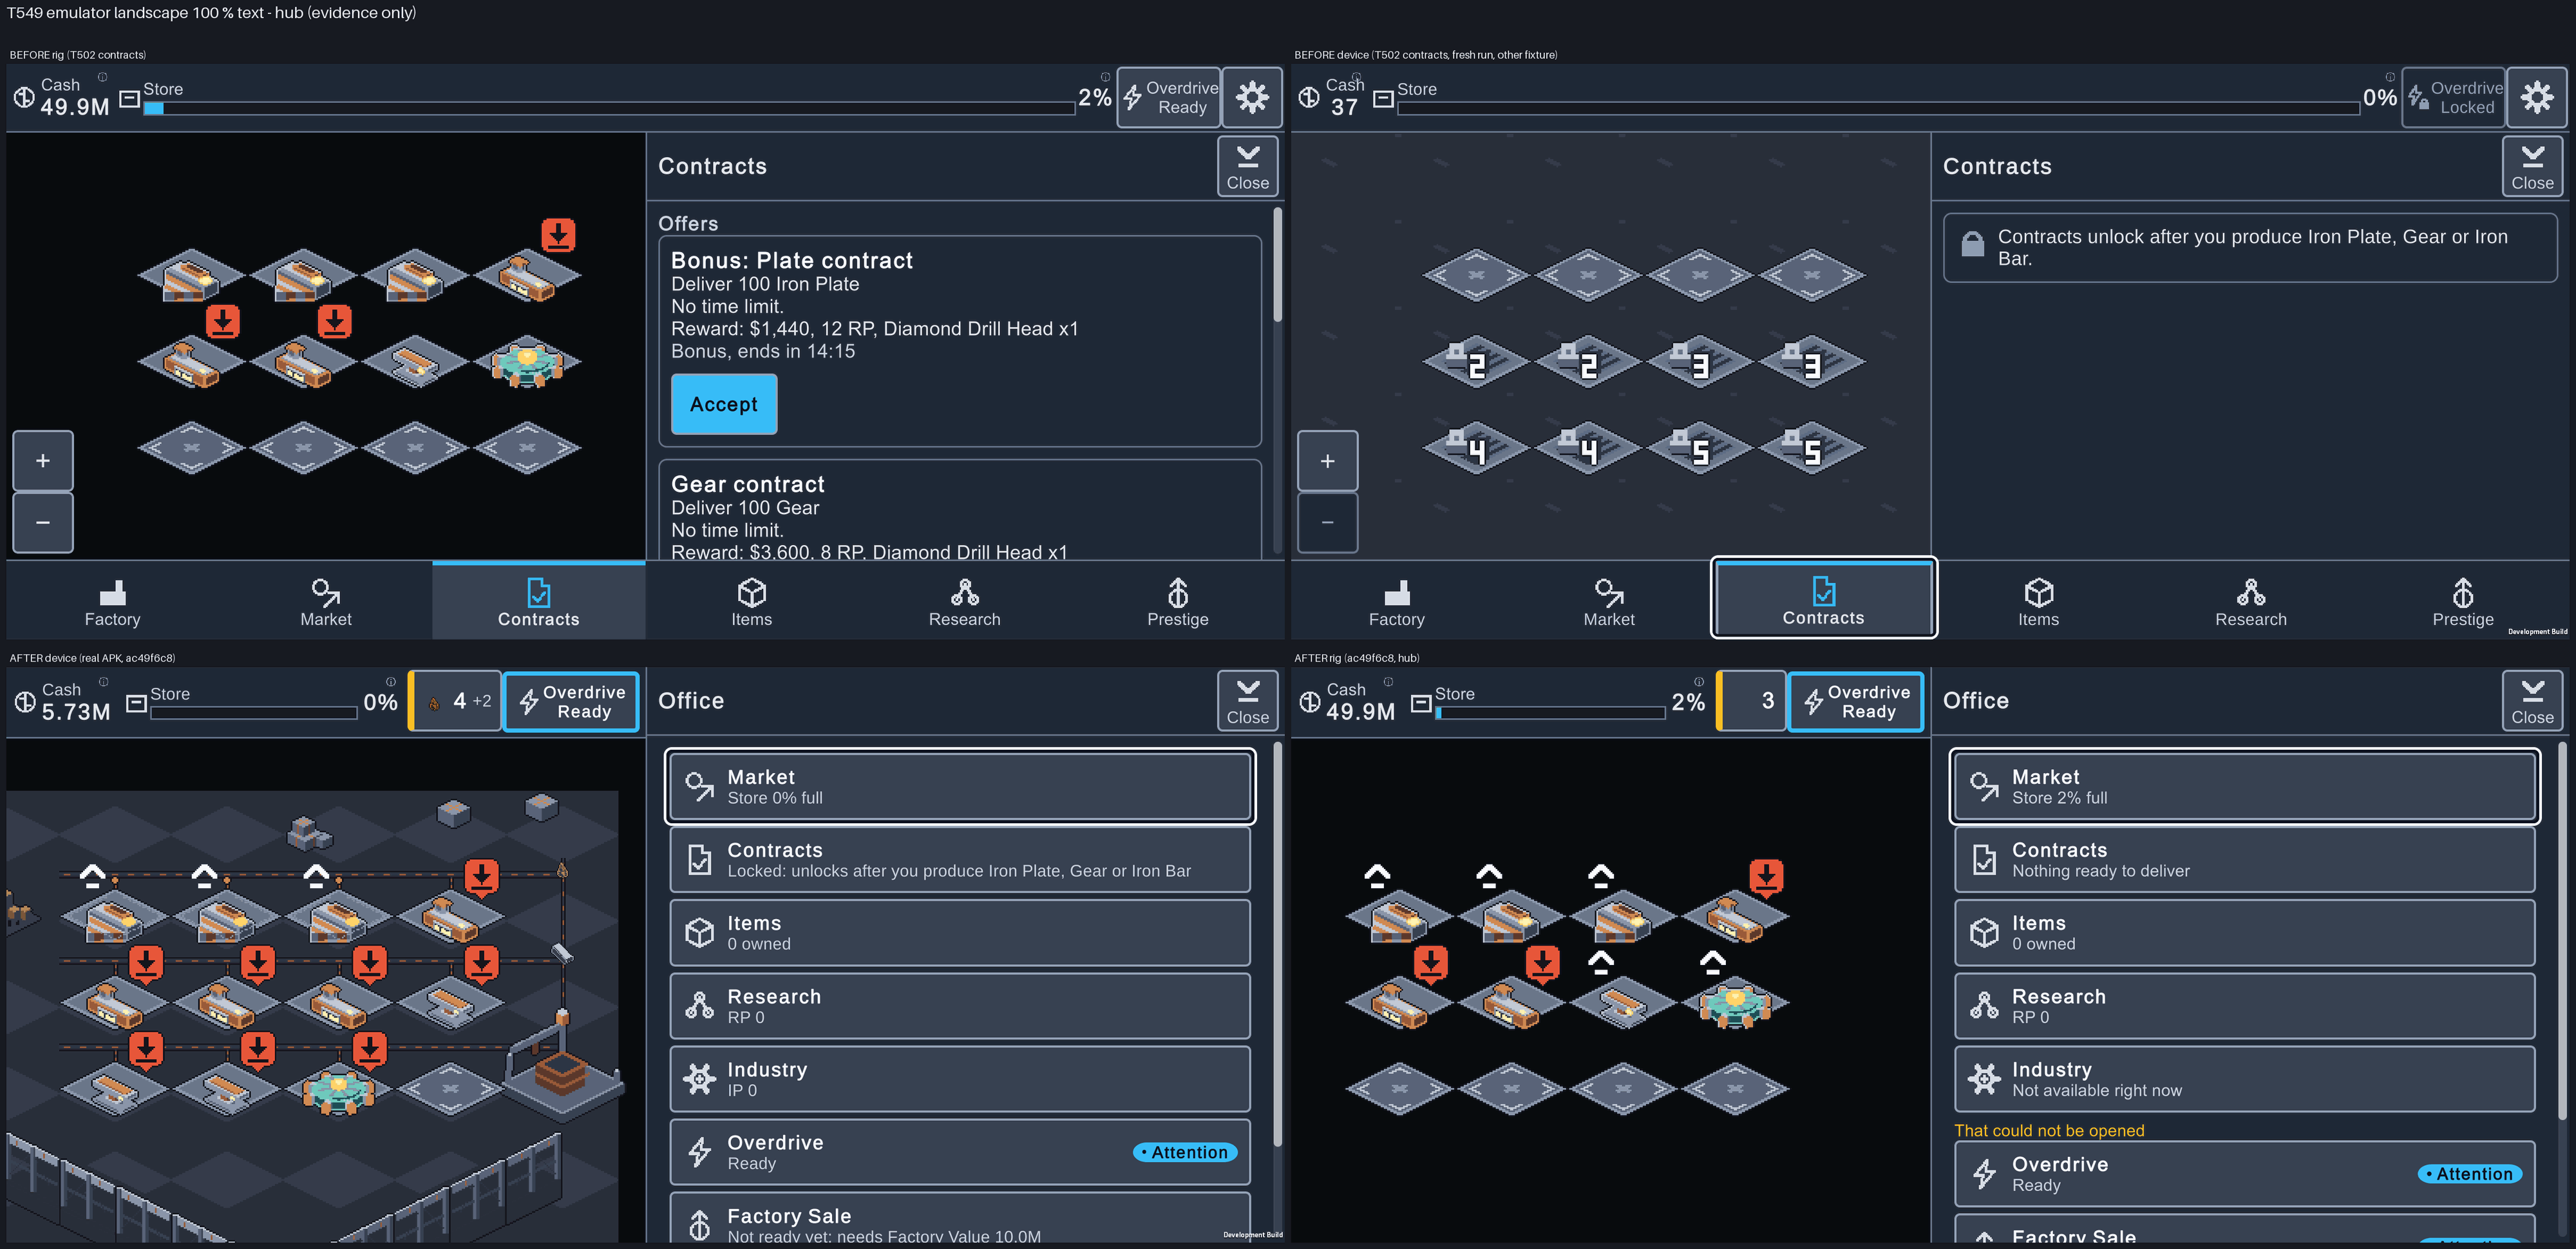 T549 emulator landscape 100 % text - hub (evidence only)
BEFORE rig (T502 contracts)
Cash
49.9M
Store
2%
Overdrive
Ready
Contracts
Close
Offers
Bonus: Plate contract
Deliver 100 Iron Plate
No time limit.
Reward: $1,440, 12 RP, Diamond Drill Head x1
Bonus, ends in 14:15
Accept
Gear contract
Deliver 100 Gear
No time limit.
Reward: $3,600, 8 RP, Diamond Drill Head x1
+
−
Factory
Market
Contracts
Items
Research
Prestige
BEFORE device (T502 contracts, fresh run, other fixture)
Cash
37
Store
0%
Overdrive
Locked
Contracts
Close
Contracts unlock after you produce Iron Plate, Gear or Iron
Bar.
2 2 3 3
4 4 5 5
+
−
Factory
Market
Contracts
Items
Research
Prestige
Development Build
AFTER device (real APK, ac49f6c8)
Cash
5.73M
Store
0%
4 +2
Overdrive
Ready
Office
Close
Market
Store 0% full
Contracts
Locked: unlocks after you produce Iron Plate, Gear or Iron Bar
Items
0 owned
Research
RP 0
Industry
IP 0
Overdrive
Ready
• Attention
Factory Sale
Not ready yet: needs Factory Value 10.0M
Development Build
AFTER rig (ac49f6c8, hub)
Cash
49.9M
Store
2%
3
Overdrive
Ready
Office
Close
Market
Store 2% full
Contracts
Nothing ready to deliver
Items
0 owned
Research
RP 0
Industry
Not available right now
That could not be opened
Overdrive
Ready
• Attention
Factory Sale